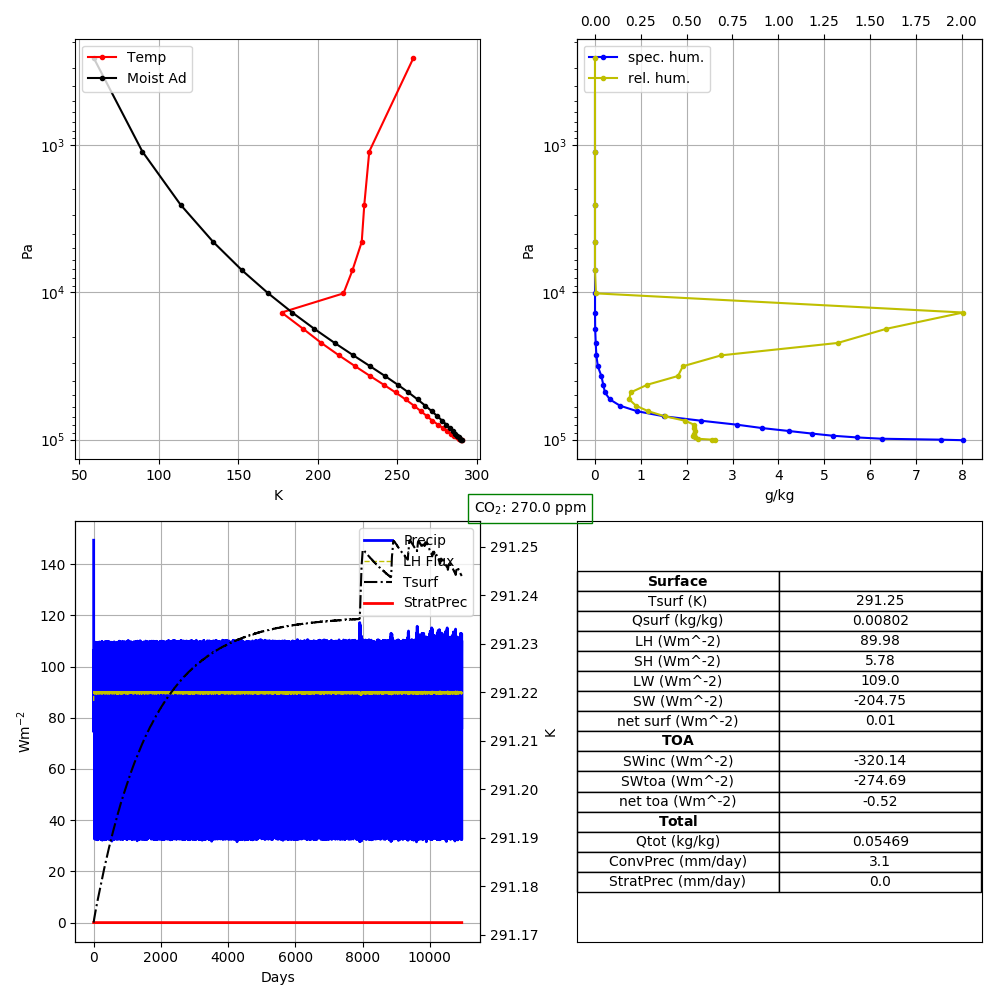 0.00 0.25 0.50 0.75 1.00 1.25 1.50 1.75 2.00
Temp
Moist Ad
10^3
10^4
10^5
Pa
50 100 150 200 250 300
K
spec. hum.
rel. hum.
10^3
10^4
10^5
Pa
0 1 2 3 4 5 6 7 8
g/kg
CO₂: 270.0 ppm
Precip
LH Flux
Tsurf
StratPrec
140
120
100
80
60
40
20
0
Wm⁻²
291.25
291.24
291.23
291.22
291.21
291.20
291.19
291.18
291.17
K
0 2000 4000 6000 8000 10000
Days
Surface
Tsurf (K) 291.25
Qsurf (kg/kg) 0.00802
LH (Wm^-2) 89.98
SH (Wm^-2) 5.78
LW (Wm^-2) 109.0
SW (Wm^-2) -204.75
net surf (Wm^-2) 0.01
TOA
SWinc (Wm^-2) -320.14
SWtoa (Wm^-2) -274.69
net toa (Wm^-2) -0.52
Total
Qtot (kg/kg) 0.05469
ConvPrec (mm/day) 3.1
StratPrec (mm/day) 0.0